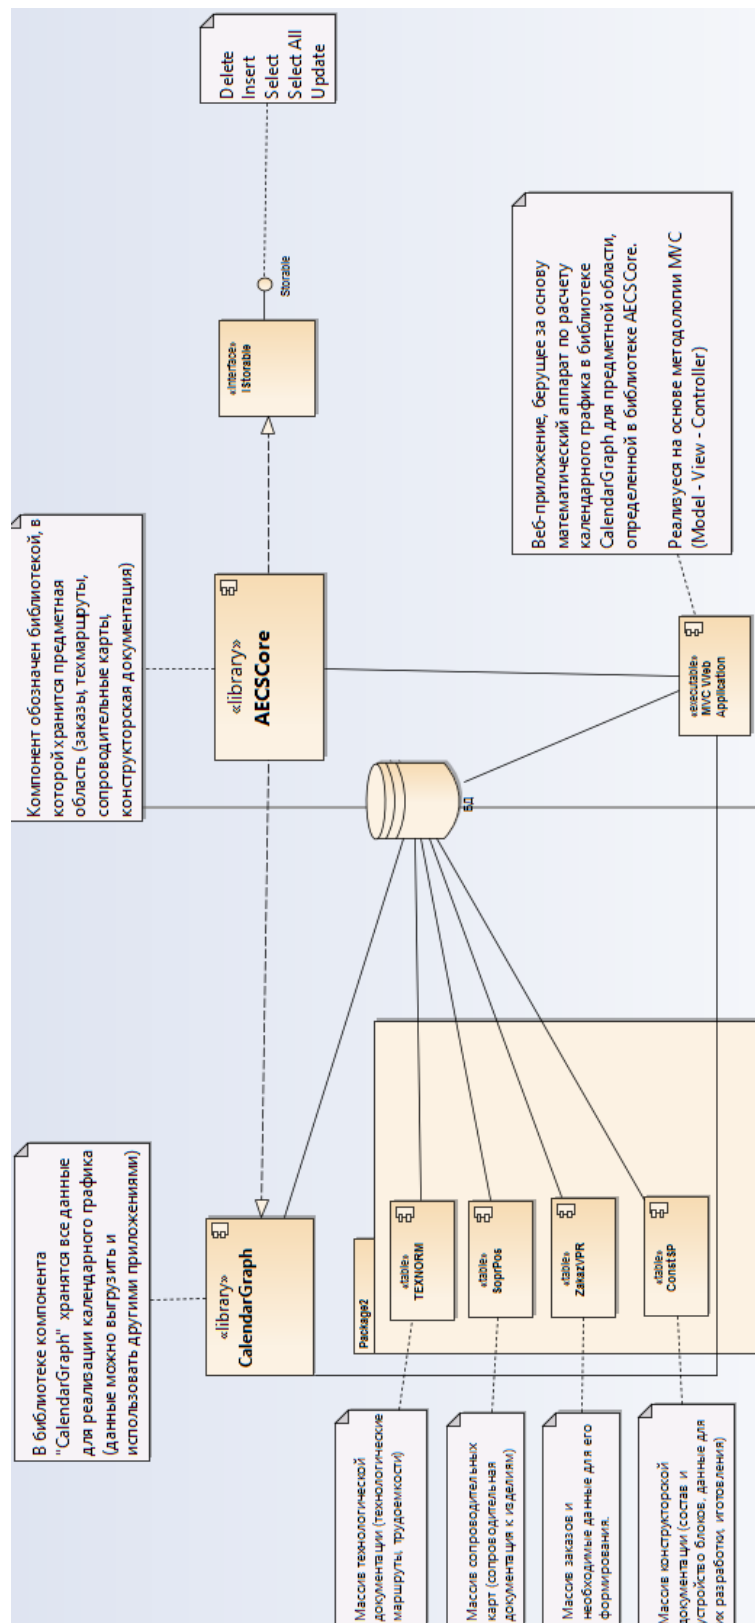 В библиотеке компонента
"CalendarGraph" хранятся все данные
для реализации календарного графика
(данные можно выгрузить и
использовать другими приложениями)
Компонент обозначен библиотекой, в
которой хранится предметная
область (заказы, техмаршруты,
сопроводительные карты,
конструкторская документация)
Delete
Insert
Select
Select All
Update
«library»
CalendarGraph
«library»
AECSCore
«interface»
IStorable
Storable
Package2
БД
«table»
TEXNORM
«table»
SoprPos
«table»
ZakazVPR
«table»
ConstSP
Массив технологической
документации (технологические
маршруты, трудоемкости)
Массив сопроводительных
карт (сопроводительная
документация к изделиям)
Массив заказов и
необходимые данные для его
формирования.
Массив конструкторской
документации (состав и
устройство блоков, данные для
их разработки, иготовления)
«executable»
MVC Web
Application
Веб-приложение, берущее за основу
математический аппарат по расчету
календарного графика в библиотеке
CalendarGraph для предметной области,
определенной в библиотеке AECSCore.
Реализуеся на основе методологии MVC
(Model - View - Controller)